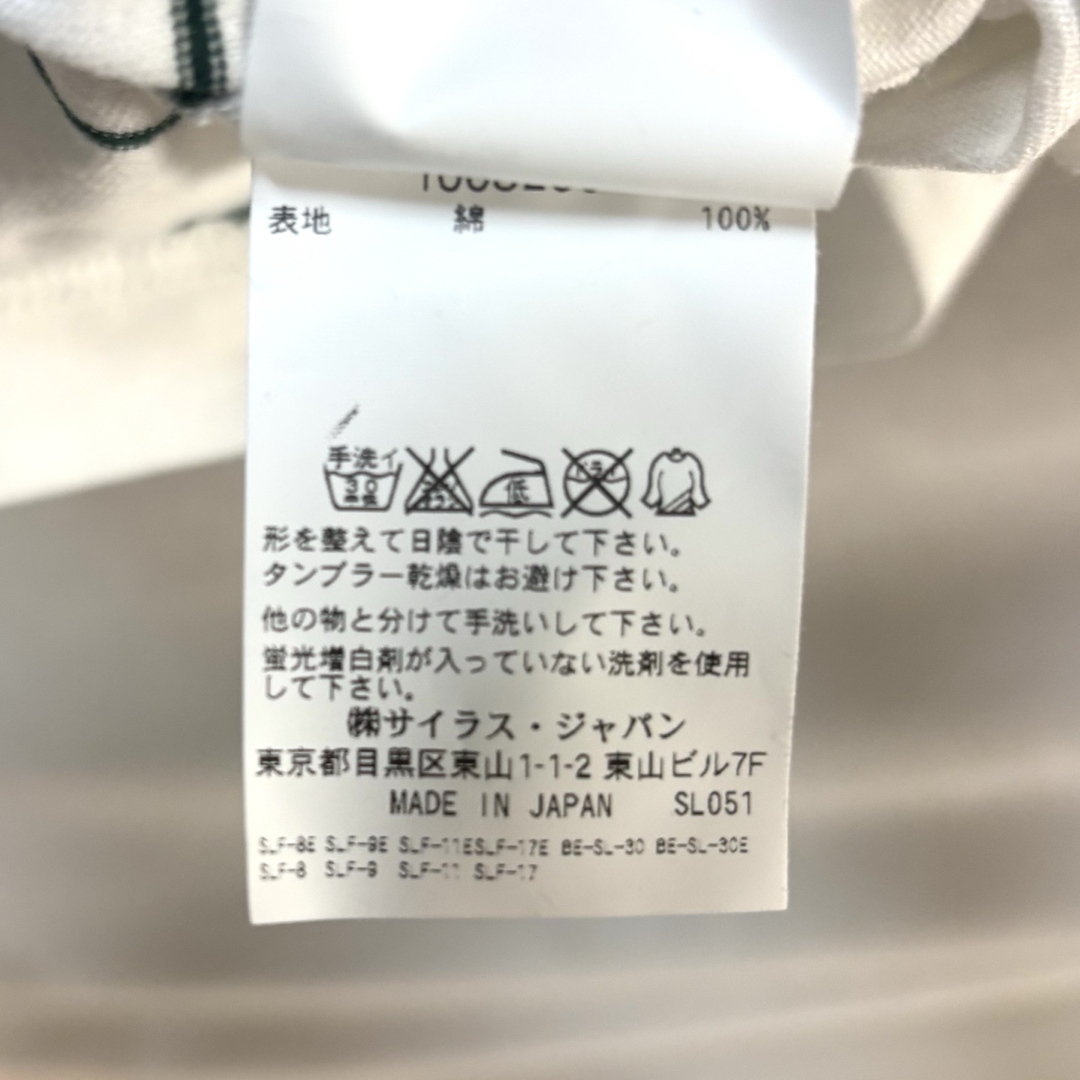 表地 綿 100%
手洗イ
30
低
形を整えて日陰で干して下さい。
タンブラー乾燥はお避け下さい。
他の物と分けて手洗いして下さい。
蛍光増白剤が入っていない洗剤を使用
して下さい。
㈱サイラス・ジャパン
東京都目黒区東山1-1-2 東山ビル7F
MADE IN JAPAN SL051
SLF-8E SLF-9E SLF-11ESLF-17E BE-SL-30 BE-SL-30E
SLF-8 SLF-9 SLF-11 SLF-17